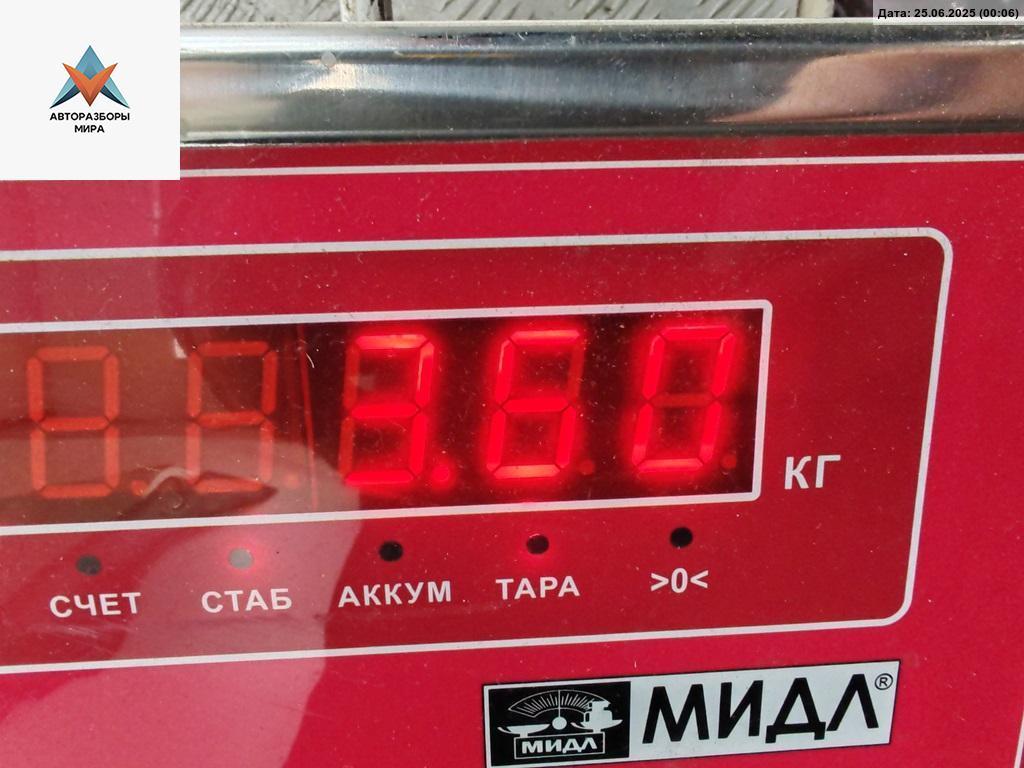 Дата: 25.06.2025 (00:06)
АВТОРАЗБОРЫ
МИРА
3.60
КГ
СЧЕТ СТАБ АККУМ ТАРА >0<
МИДЛ МИДЛ®